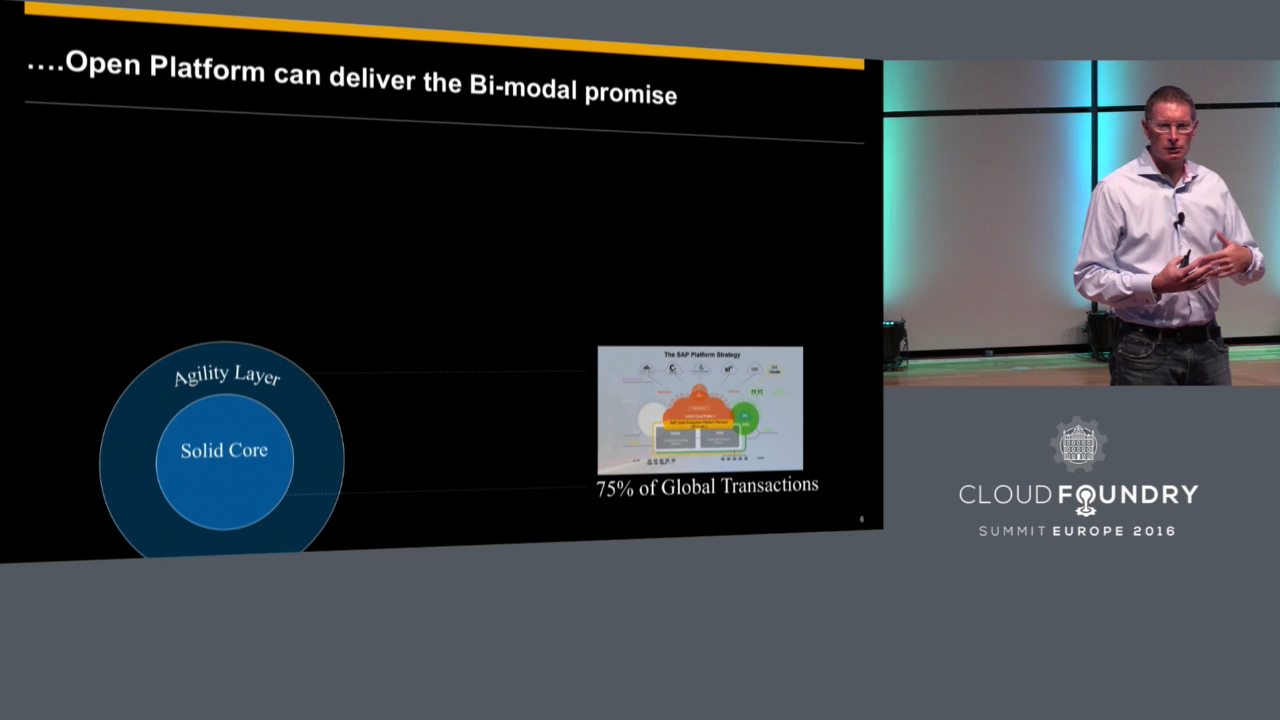 ….Open Platform can deliver the Bi-modal promise
Agility Layer
Solid Core
The SAP Platform Strategy
75% of Global Transactions
6
CLOUD FOUNDRY
SUMMIT EUROPE 2016